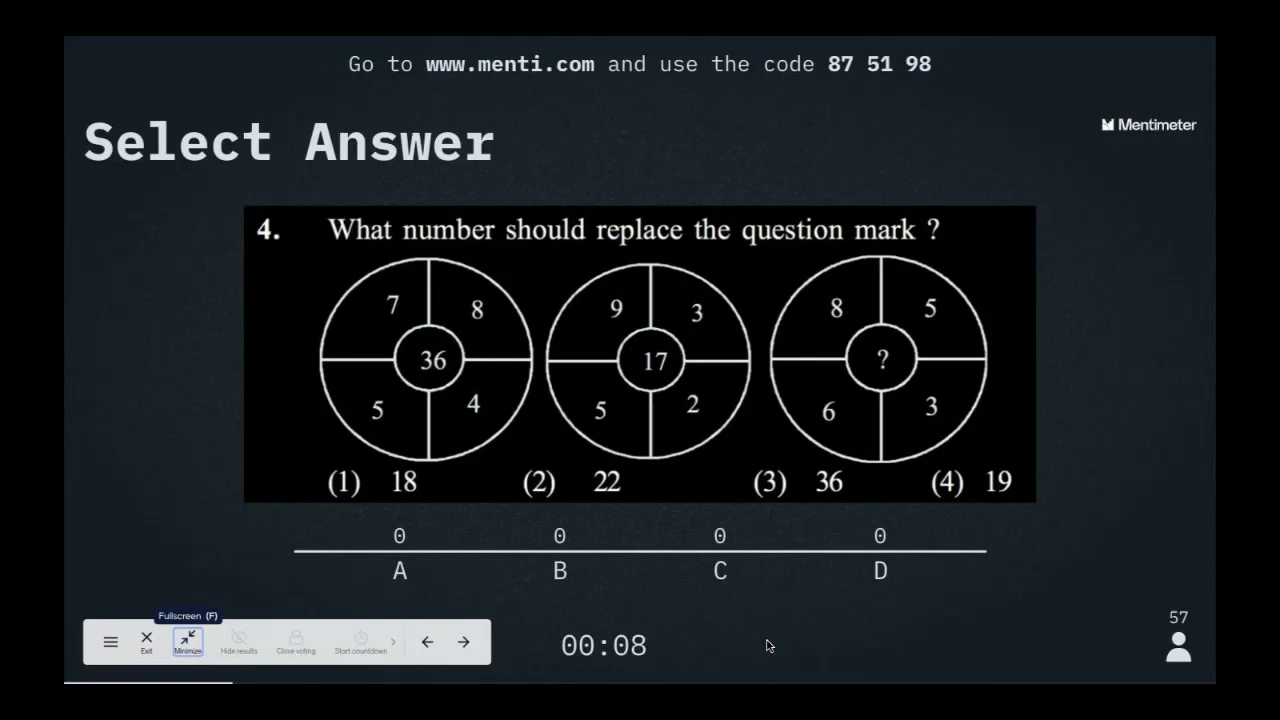 Go to www.menti.com and use the code 87 51 98
Select Answer
Mentimeter
4. What number should replace the question mark ?
7 8 9 3 8 5
36 17 ?
5 4 5 2 6 3
(1) 18 (2) 22 (3) 36 (4) 19
0 0 0 0
A B C D
Fullscreen (F)
57
Exit Minimize Hide results Close voting Start countdown
00:08